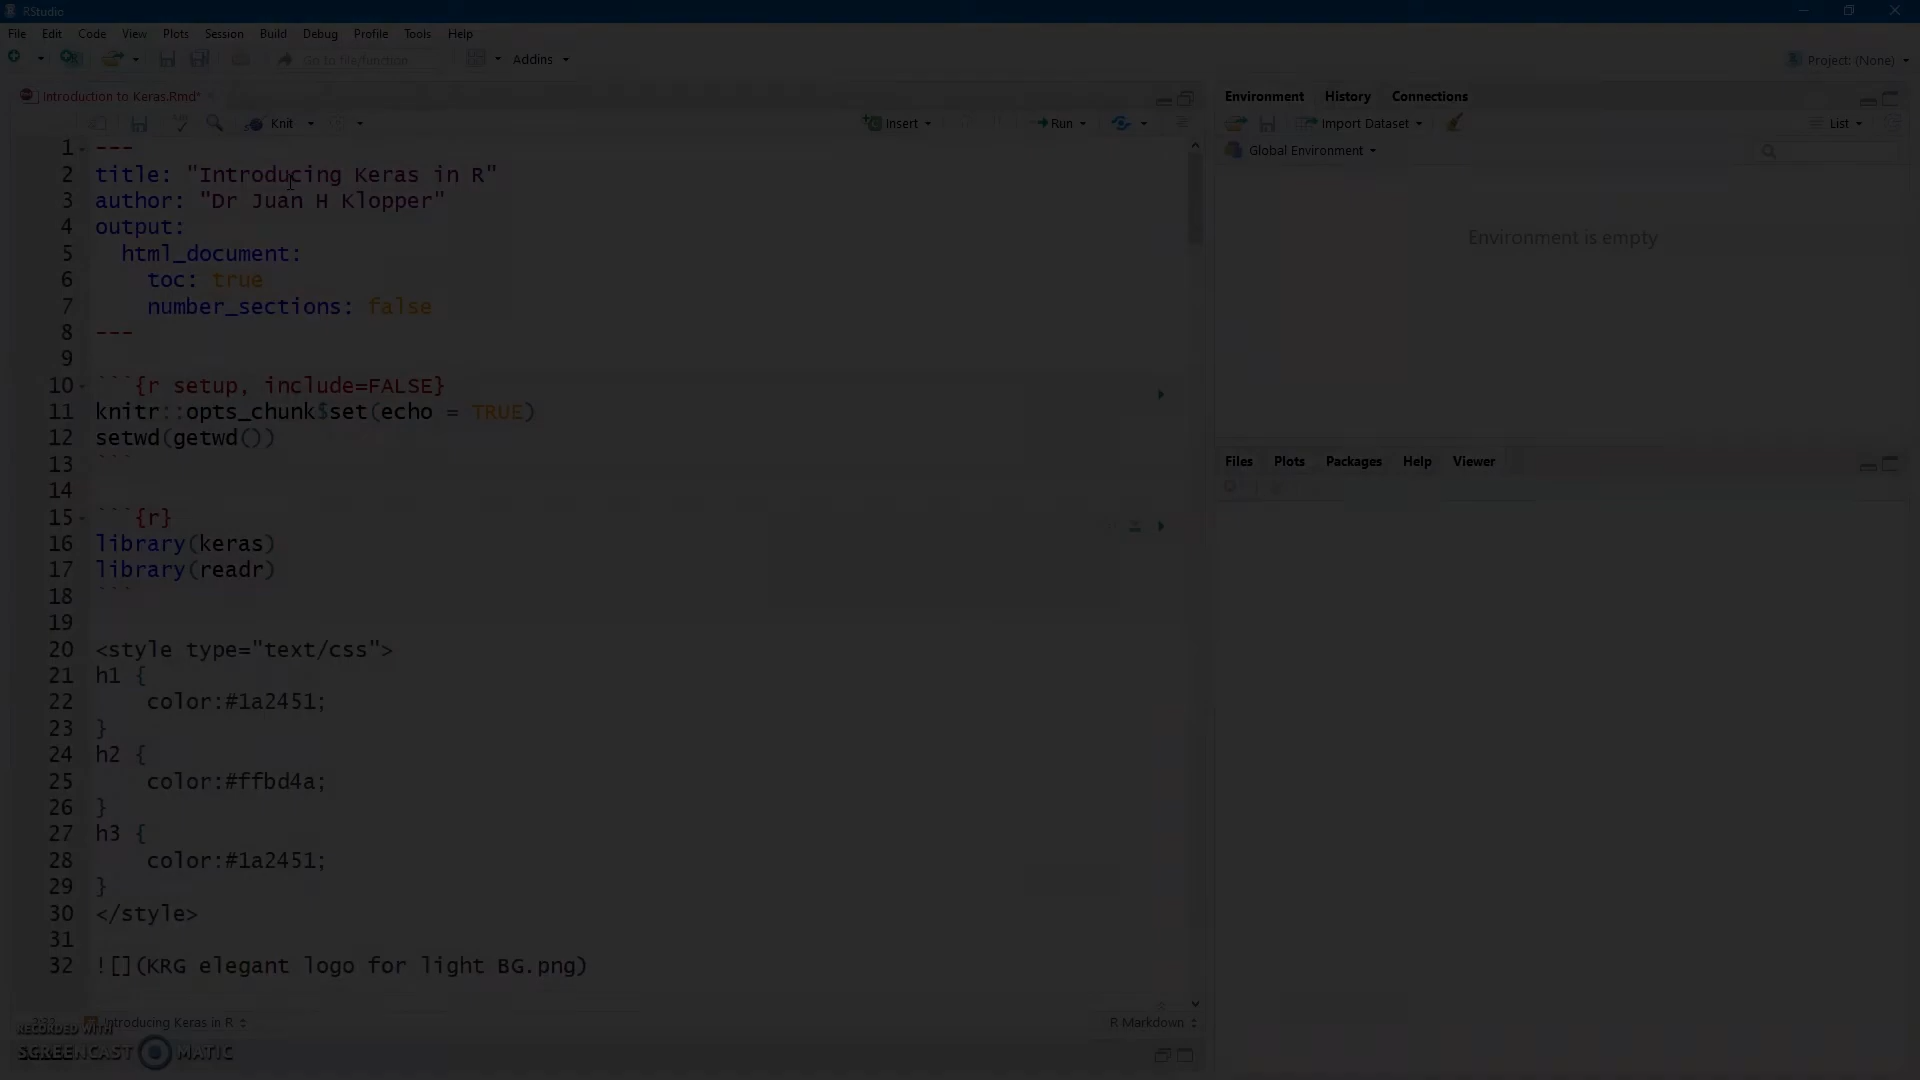 RStudio
File Edit Code View Plots Session Build Debug Profile Tools Help
Go to file/function Addins Project: (None)
Introduction to Keras.Rmd*
Knit Insert Run
1 ---
2 title: "Introducing Keras in R"
3 author: "Dr Juan H Klopper"
4 output:
5 html_document:
6 toc: true
7 number_sections: false
8 ---
9
10 ```{r setup, include=FALSE}
11 knitr::opts_chunk$set(echo = TRUE)
12 setwd(getwd())
13 ```
14
15 ```{r}
16 library(keras)
17 library(readr)
18 ```
19
20 <style type="text/css">
21 h1 {
22 color:#1a2451;
23 }
24 h2 {
25 color:#ffbd4a;
26 }
27 h3 {
28 color:#1a2451;
29 }
30 </style>
31
32 ![](KRG elegant logo for light BG.png)
Introducing Keras in R R Markdown
RECORDED WITH
SCREENCAST MATIC
Environment History Connections
Import Dataset List
Global Environment
Environment is empty
Files Plots Packages Help Viewer